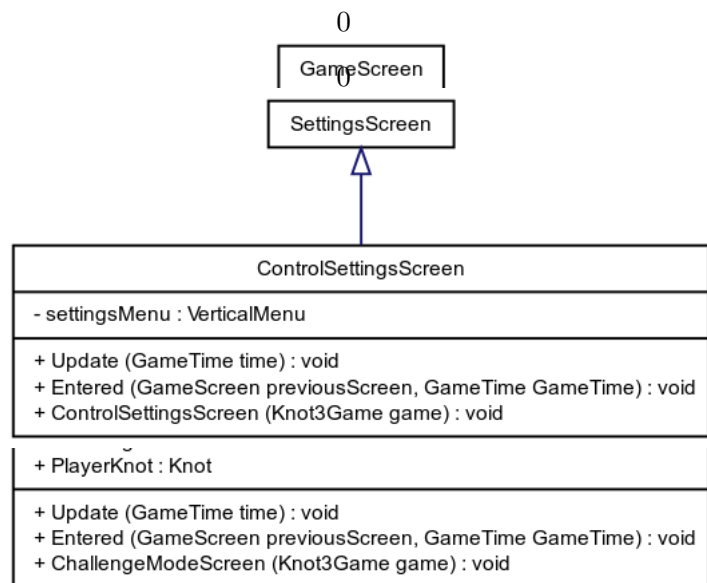 0
GameScreen
0
SettingsScreen
ControlSettingsScreen
- settingsMenu : VerticalMenu
+ Update (GameTime time) : void
+ Entered (GameScreen previousScreen, GameTime GameTime) : void
+ ControlSettingsScreen (Knot3Game game) : void
+ PlayerKnot : Knot
+ Update (GameTime time) : void
+ Entered (GameScreen previousScreen, GameTime GameTime) : void
+ ChallengeModeScreen (Knot3Game game) : void